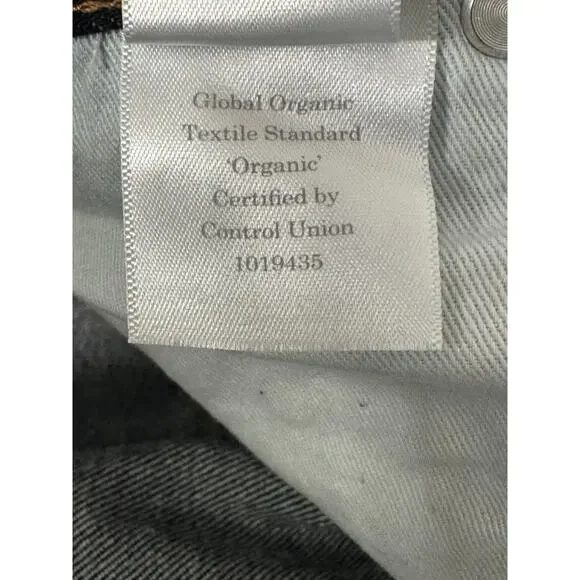 Global Organic
Textile Standard
'Organic'
Certified by
Control Union
1019435